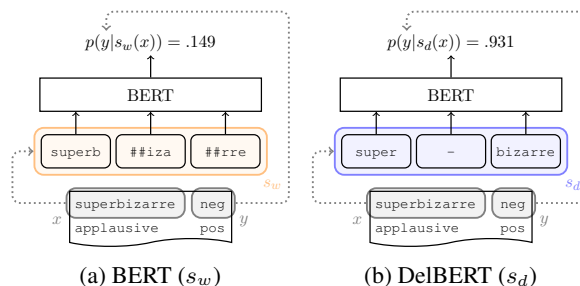 p(y|s_w(x)) = .149
BERT
superb ##iza ##rre
s_w
superbizarre neg
x y
applausive pos
(a) BERT (s_w)
p(y|s_d(x)) = .931
BERT
super - bizarre
s_d
superbizarre neg
x y
applausive pos
(b) DelBERT (s_d)